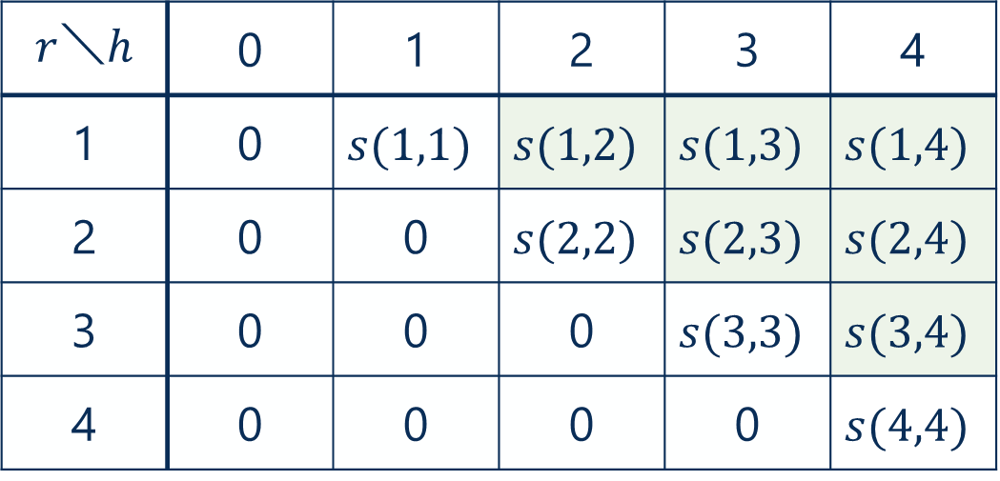 r＼h 0 1 2 3 4
1 0 s(1,1) s(1,2) s(1,3) s(1,4)
2 0 0 s(2,2) s(2,3) s(2,4)
3 0 0 0 s(3,3) s(3,4)
4 0 0 0 0 s(4,4)